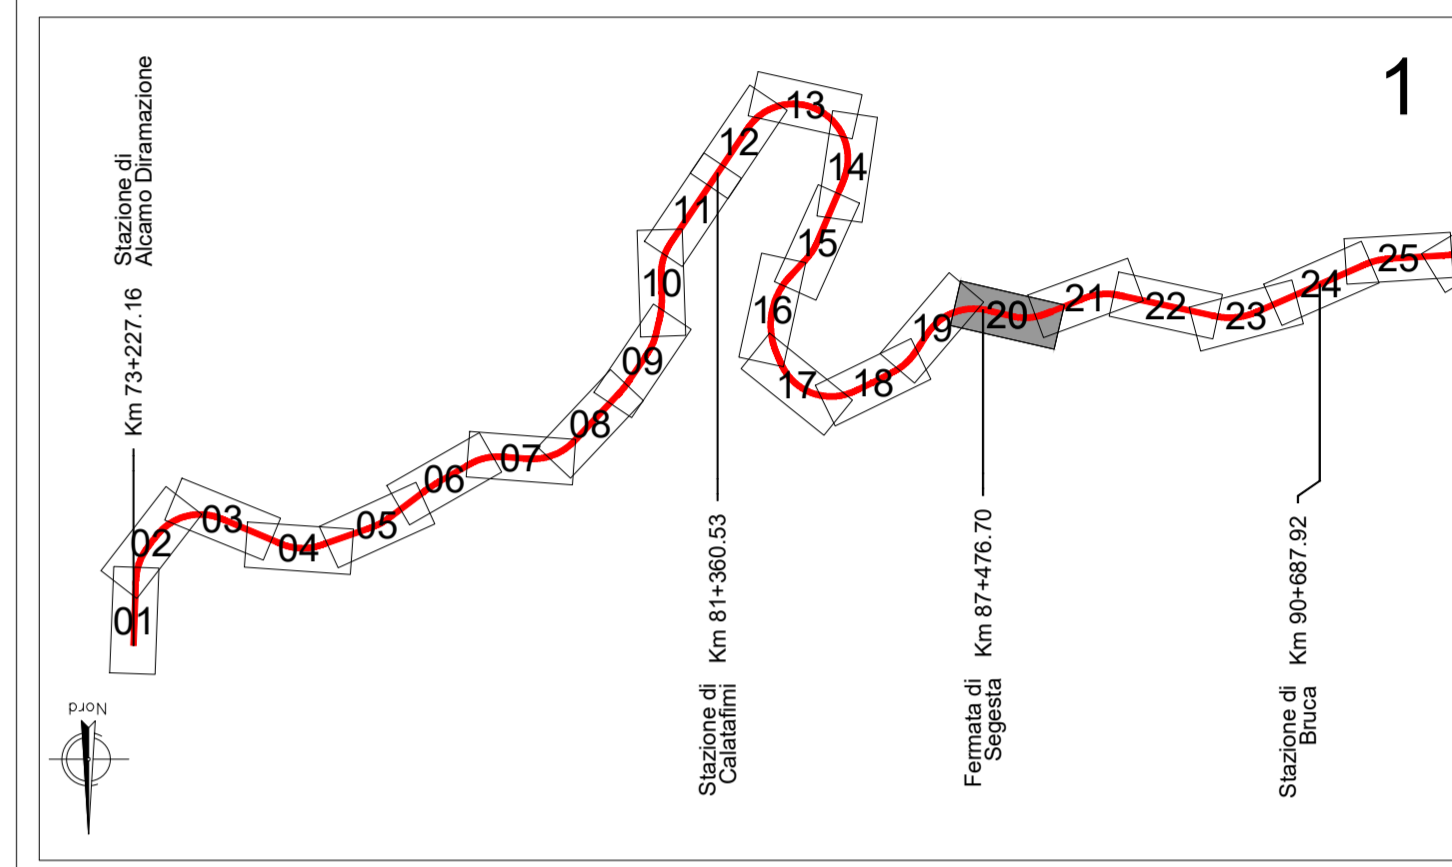 1
Stazione di
Alcamo Diramazione
Km 73+227.16
01
02
03
04
05
06
07
08
09
10
11
12
13
14
15
16
17
18
19
20
21
22
23
24
25
Stazione di
Calatafimi
Km 81+360.53
Fermata di
Segesta
Km 87+476.70
Stazione di
Bruca
Km 90+687.92
Nord